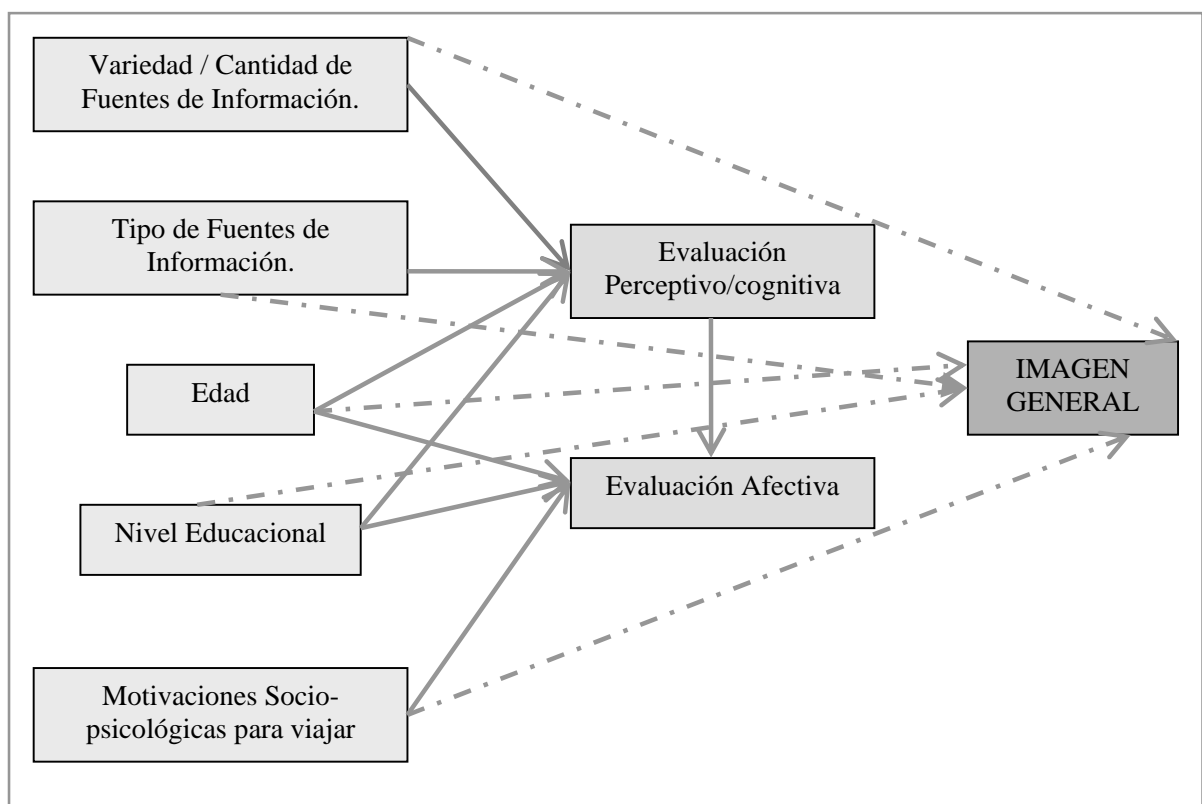 Variedad / Cantidad de
Fuentes de Información.
Tipo de Fuentes de
Información.
Evaluación
Perceptivo/cognitiva
Edad
IMAGEN
GENERAL
Evaluación Afectiva
Nivel Educacional
Motivaciones Socio-
psicológicas para viajar